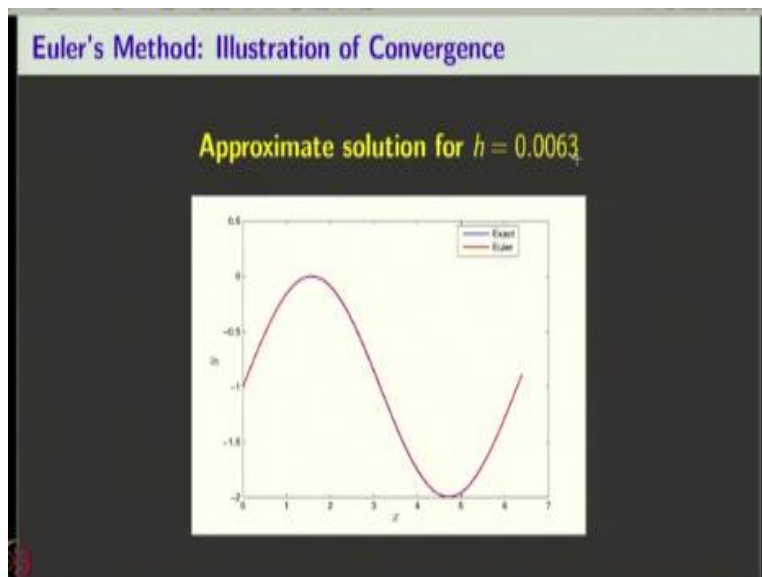 Euler's Method: Illustration of Convergence
Approximate solution for h = 0.0063
Exact
Euler
0.5
0
-0.5
-1
-1.5
-2
y
0 1 2 3 4 5 6 7
x